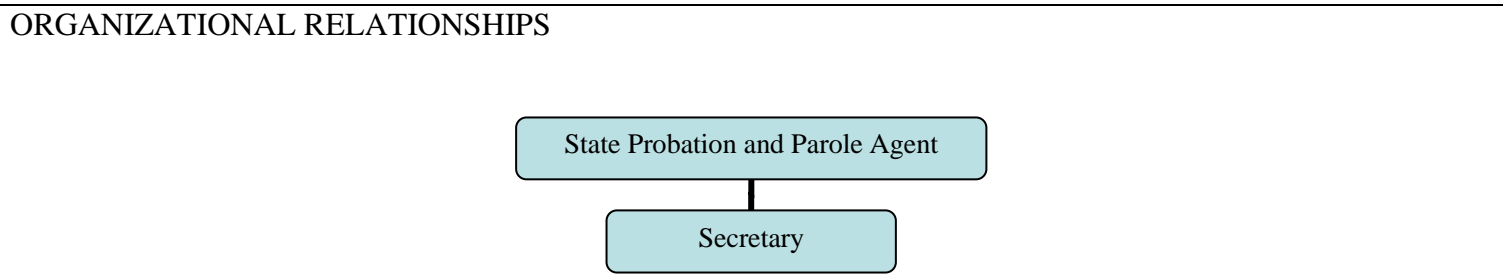 ORGANIZATIONAL RELATIONSHIPS
State Probation and Parole Agent
Secretary